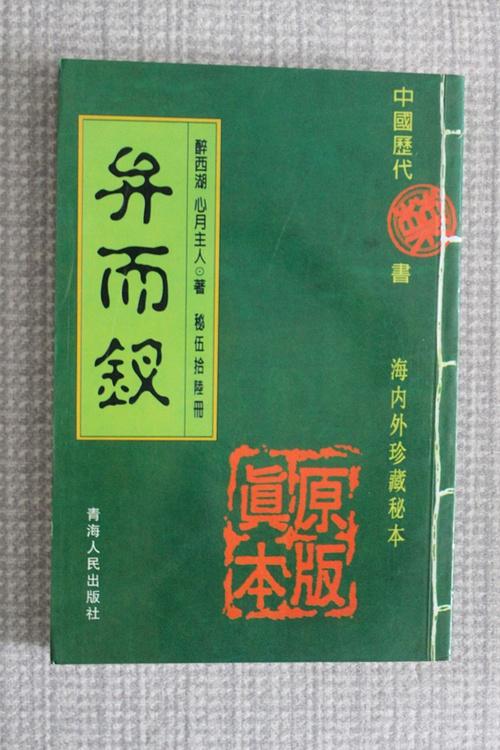 中國歷代禁書
海内外珍藏秘本
醉西湖 心月主人⊙著 秘伍拾陸冊
弁而釵
原版
眞本
青海人民出版社